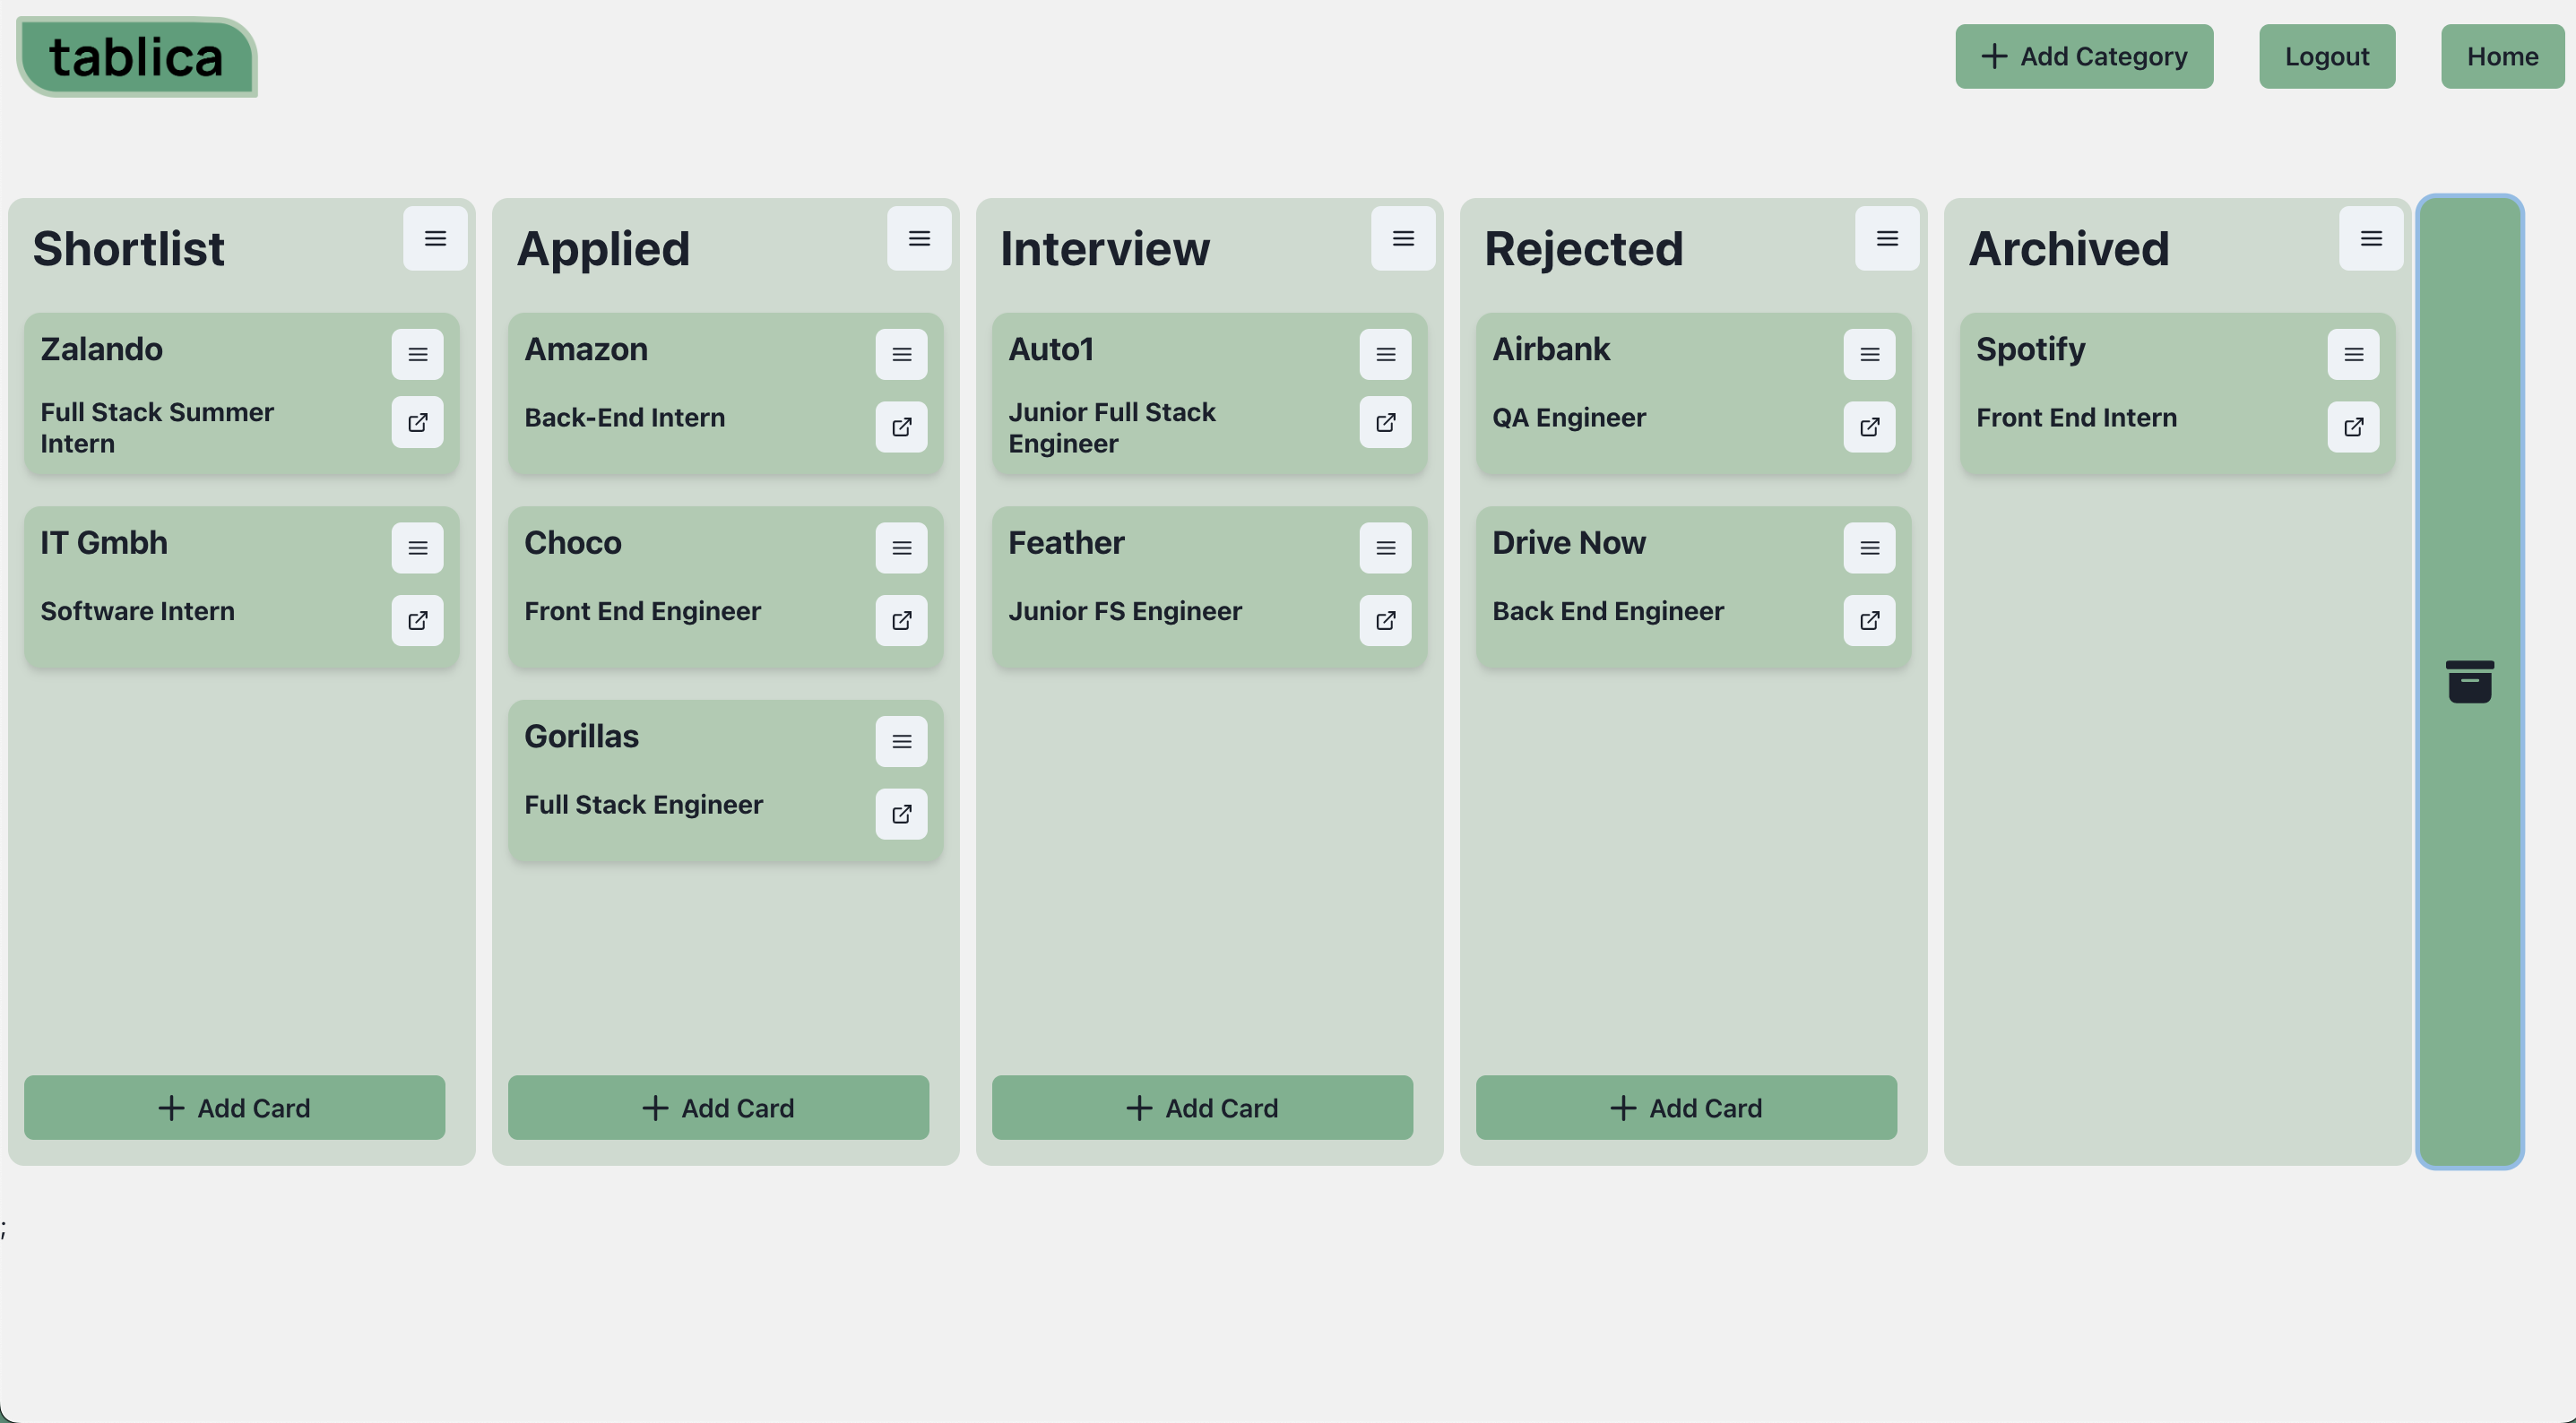 tablica
Add Category
Logout
Home
Shortlist
Zalando
Full Stack Summer
Intern
IT Gmbh
Software Intern
Add Card
Applied
Amazon
Back-End Intern
Choco
Front End Engineer
Gorillas
Full Stack Engineer
Add Card
Interview
Auto1
Junior Full Stack
Engineer
Feather
Junior FS Engineer
Add Card
Rejected
Airbank
QA Engineer
Drive Now
Back End Engineer
Add Card
Archived
Spotify
Front End Intern
;